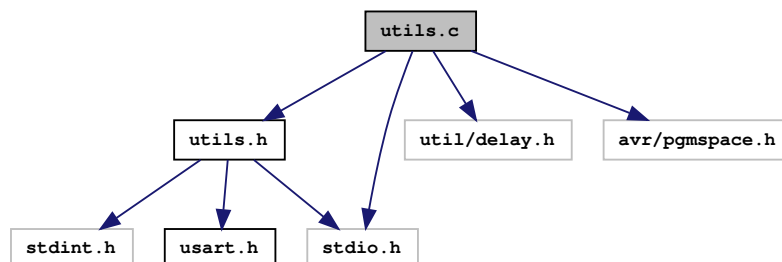 utils.c
utils.h
util/delay.h
avr/pgmspace.h
stdint.h
usart.h
stdio.h